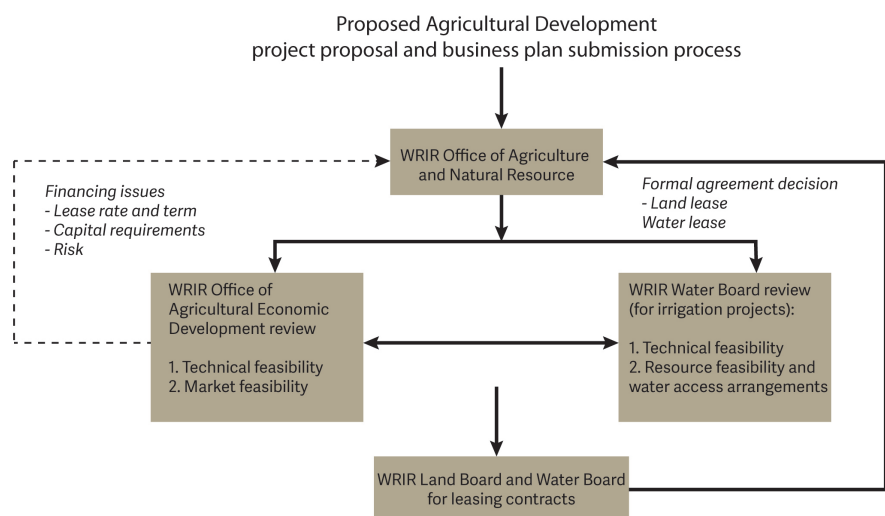 Proposed Agricultural Development
project proposal and business plan submission process
WRIR Office of Agriculture
and Natural Resource
Financing issues
- Lease rate and term
- Capital requirements
- Risk
Formal agreement decision
- Land lease
Water lease
WRIR Office of
Agricultural Economic
Development review
1. Technical feasibility
2. Market feasibility
WRIR Water Board review
(for irrigation projects):
1. Technical feasibility
2. Resource feasibility and
water access arrangements
WRIR Land Board and Water Board
for leasing contracts